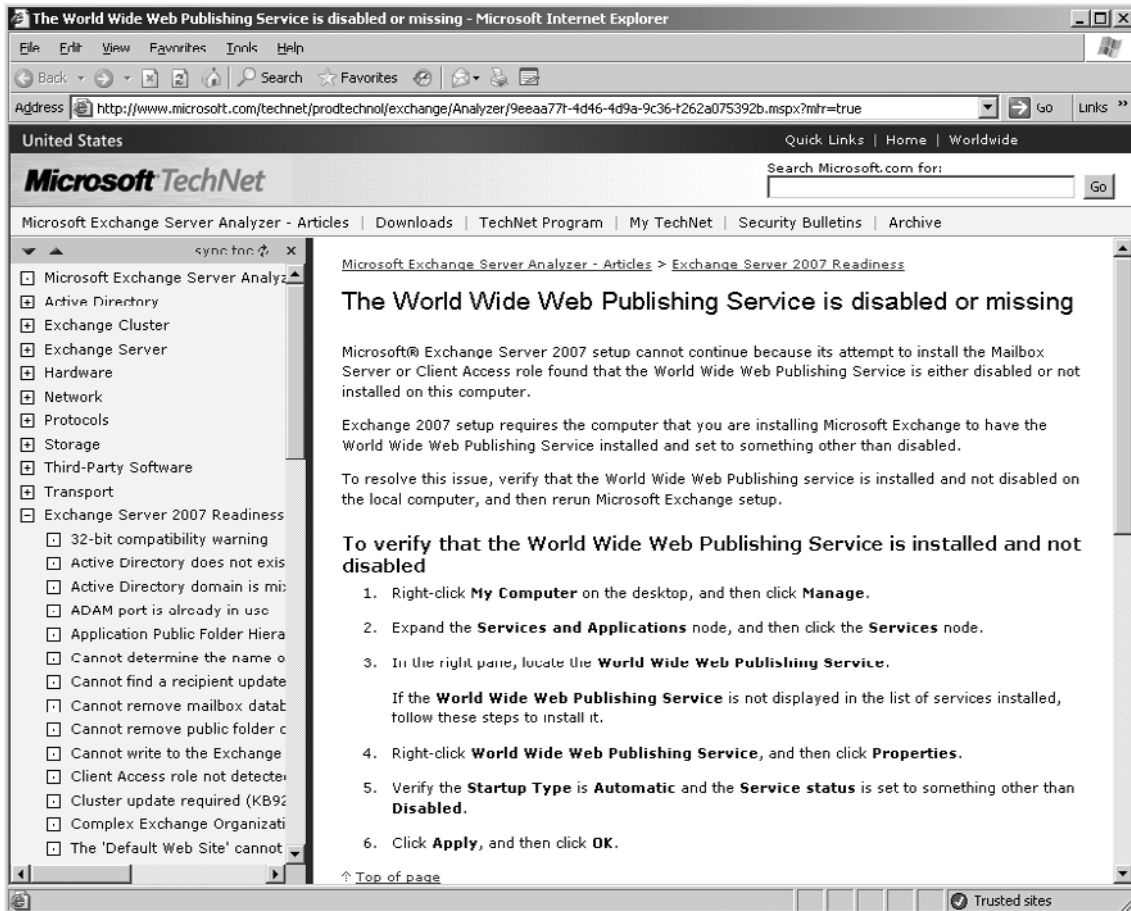 The World Wide Web Publishing Service is disabled or missing - Microsoft Internet Explorer
File Edit View Favorites Tools Help
Back Search Favorites
Address http://www.microsoft.com/technet/prodtechnol/exchange/Analyzer/9eeaa77f-4d46-4d9a-9c36-f262a075392b.mspx?mfr=true Go Links »
United States Quick Links | Home | Worldwide
Microsoft TechNet
Search Microsoft.com for:
Go
Microsoft Exchange Server Analyzer - Articles | Downloads | TechNet Program | My TechNet | Security Bulletins | Archive
sync toc
Microsoft Exchange Server Analyz
Active Directory
Exchange Cluster
Exchange Server
Hardware
Network
Protocols
Storage
Third-Party Software
Transport
Exchange Server 2007 Readiness
32-bit compatibility warning
Active Directory does not exis
Active Directory domain is mix
ADAM port is already in use
Application Public Folder Hiera
Cannot determine the name o
Cannot find a recipient update
Cannot remove mailbox datab
Cannot remove public folder d
Cannot write to the Exchange
Client Access role not detected
Cluster update required (KB92
Complex Exchange Organizati
The 'Default Web Site' cannot
Microsoft Exchange Server Analyzer - Articles > Exchange Server 2007 Readiness
The World Wide Web Publishing Service is disabled or missing
Microsoft® Exchange Server 2007 setup cannot continue because its attempt to install the Mailbox
Server or Client Access role found that the World Wide Web Publishing Service is either disabled or not
installed on this computer.
Exchange 2007 setup requires the computer that you are installing Microsoft Exchange to have the
World Wide Web Publishing Service installed and set to something other than disabled.
To resolve this issue, verify that the World Wide Web Publishing service is installed and not disabled on
the local computer, and then rerun Microsoft Exchange setup.
To verify that the World Wide Web Publishing Service is installed and not
disabled
1. Right-click My Computer on the desktop, and then click Manage.
2. Expand the Services and Applications node, and then click the Services node.
3. In the right pane, locate the World Wide Web Publishing Service.
If the World Wide Web Publishing Service is not displayed in the list of services installed,
follow these steps to install it.
4. Right-click World Wide Web Publishing Service, and then click Properties.
5. Verify the Startup Type is Automatic and the Service status is set to something other than
Disabled.
6. Click Apply, and then click OK.
Top of page
Trusted sites